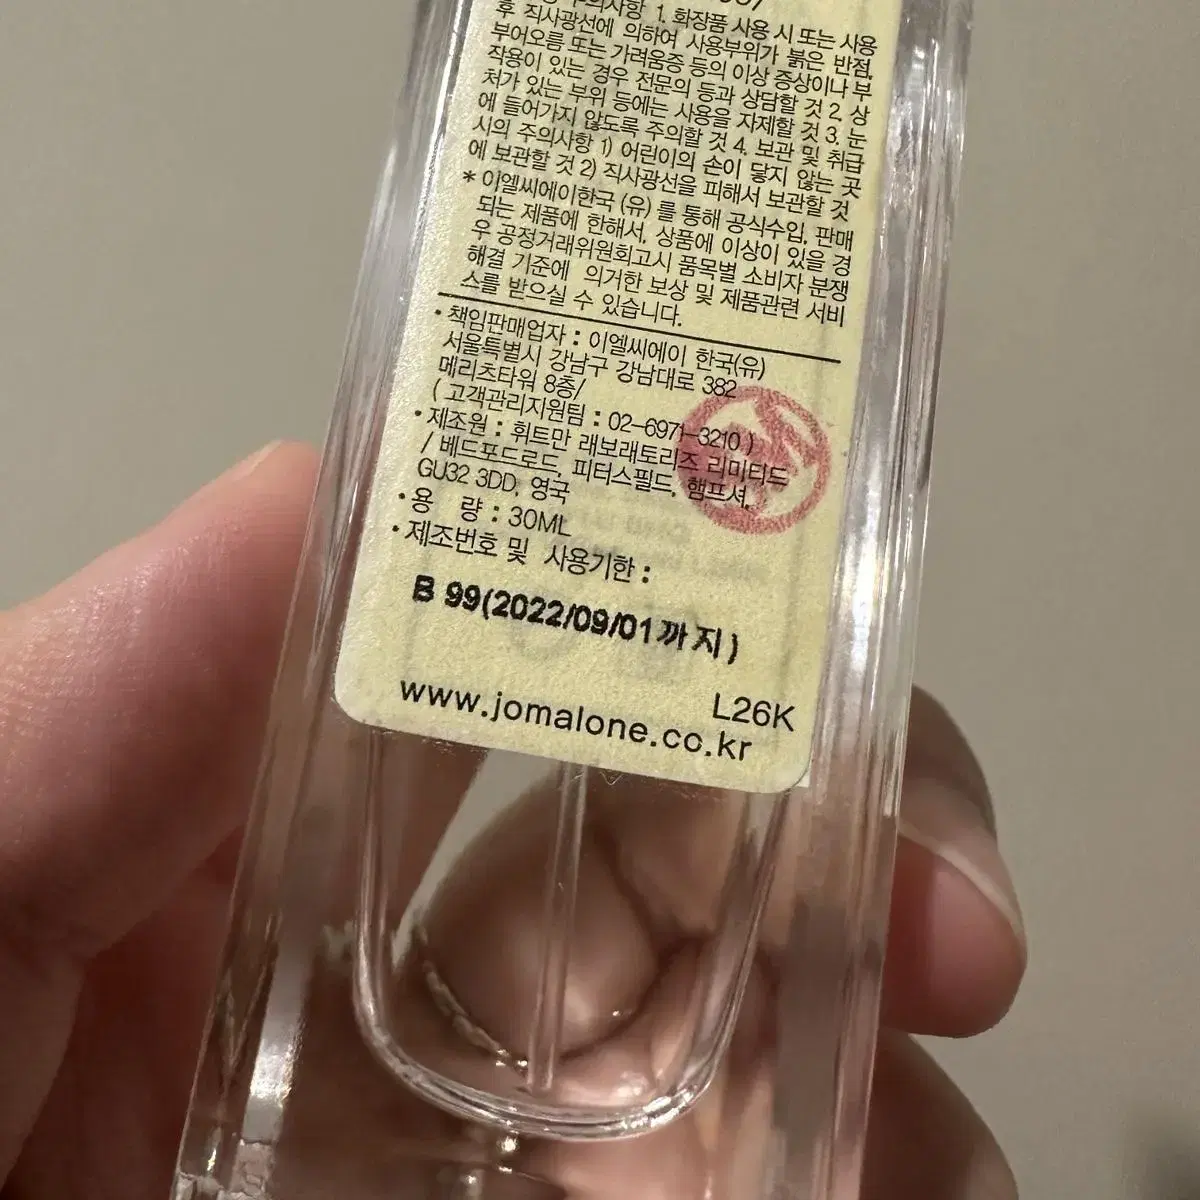 주의사항 1. 화장품 사용 시 또는 사용
후 직사광선에 의하여 사용부위가 붉은 반점,
부어오름 또는 가려움증 등의 이상 증상이나 부
작용이 있는 경우 전문의 등과 상담할 것 2. 상
처가 있는 부위 등에는 사용을 자제할 것 3. 눈
에 들어가지 않도록 주의할 것 4. 보관 및 취급
시의 주의사항 1) 어린이의 손이 닿지 않는 곳
에 보관할 것 2) 직사광선을 피해서 보관할 것
* 이엘씨에이한국 (유) 를 통해 공식수입, 판매
되는 제품에 한해서, 상품에 이상이 있을 경
우 공정거래위원회고시 품목별 소비자 분쟁
해결 기준에 의거한 보상 및 제품관련 서비
스를 받으실 수 있습니다.
• 책임판매업자 : 이엘씨에이 한국(유)
서울특별시 강남구 강남대로 382
메리츠타워 8층/
( 고객관리지원팀 : 02-6971-3210 )
• 제조원 : 휘트만 래보래토리즈 리미티드
/ 베드포드로드, 피터스필드, 햄프셔,
GU32 3DD, 영국
• 용 량 : 30ML
• 제조번호 및 사용기한 :
B 99(2022/09/01까지)
L26K
www.jomalone.co.kr